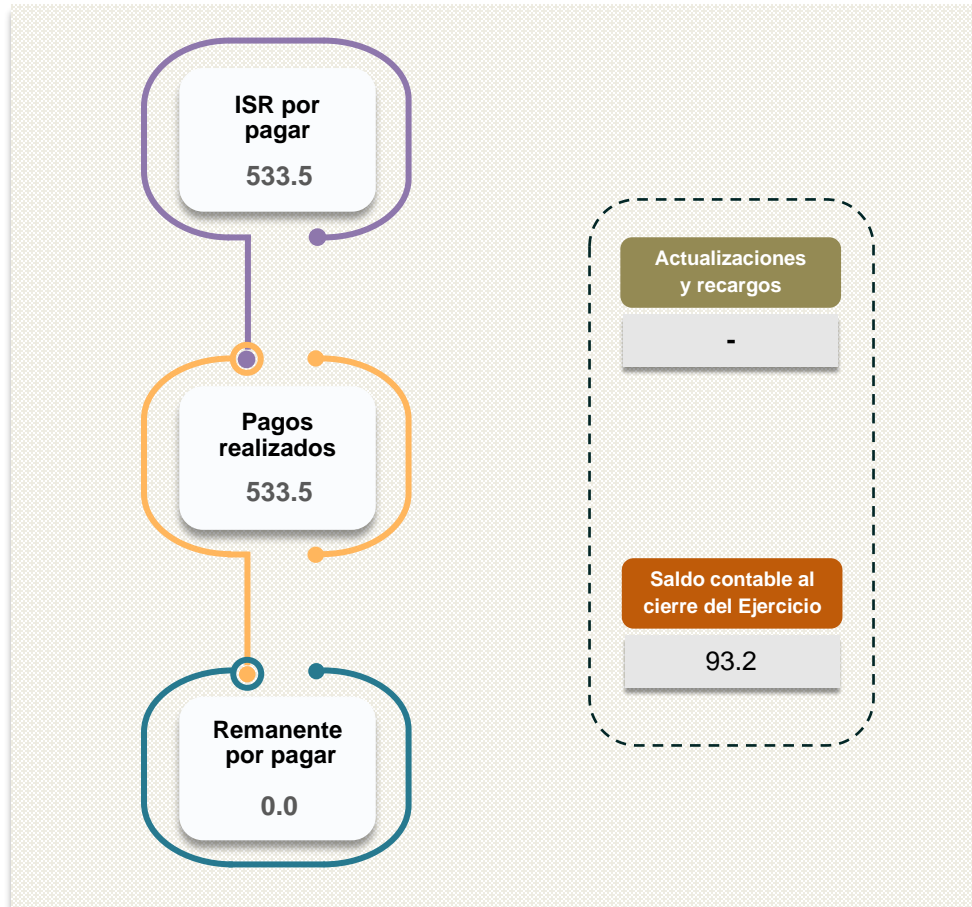 ISR por
pagar
533.5
Actualizaciones
y recargos
-
Pagos
realizados
533.5
Saldo contable al
cierre del Ejercicio
93.2
Remanente
por pagar
0.0